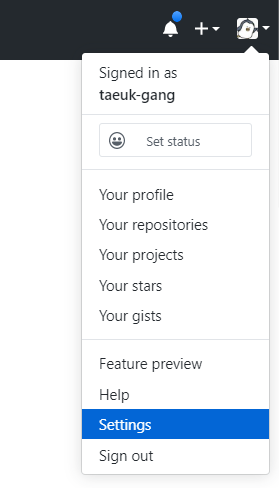 Signed in as
taeuk-gang
Set status
Your profile
Your repositories
Your projects
Your stars
Your gists
Feature preview
Help
Settings
Sign out